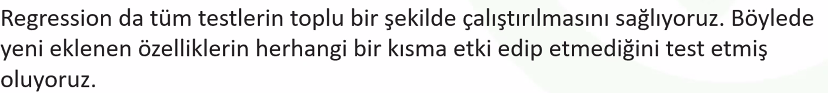 Regression da tüm testlerin toplu bir şekilde çalıştırılmasını sağlıyoruz. Böylede
yeni eklenen özelliklerin herhangi bir kısma etki edip etmediğini test etmiş
oluyoruz.